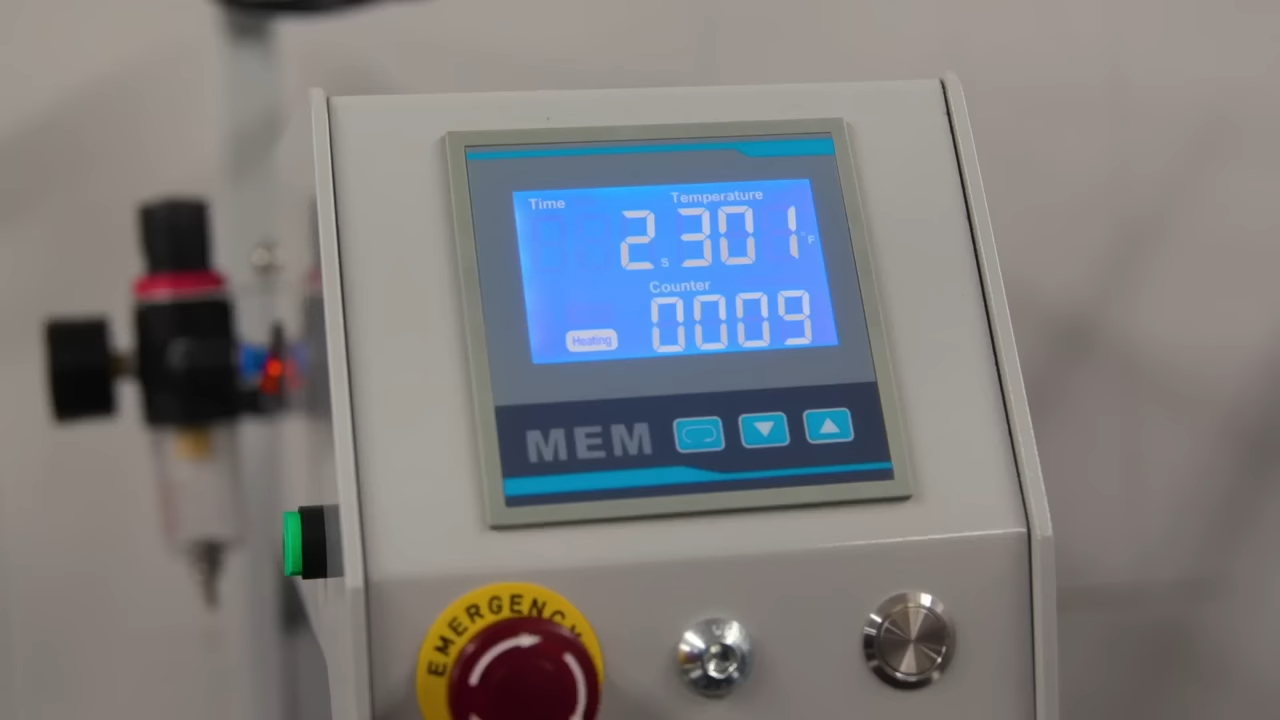 Time Temperature
2 s 301 °F
Counter
Heating 0009
MEM
EMERGENCY